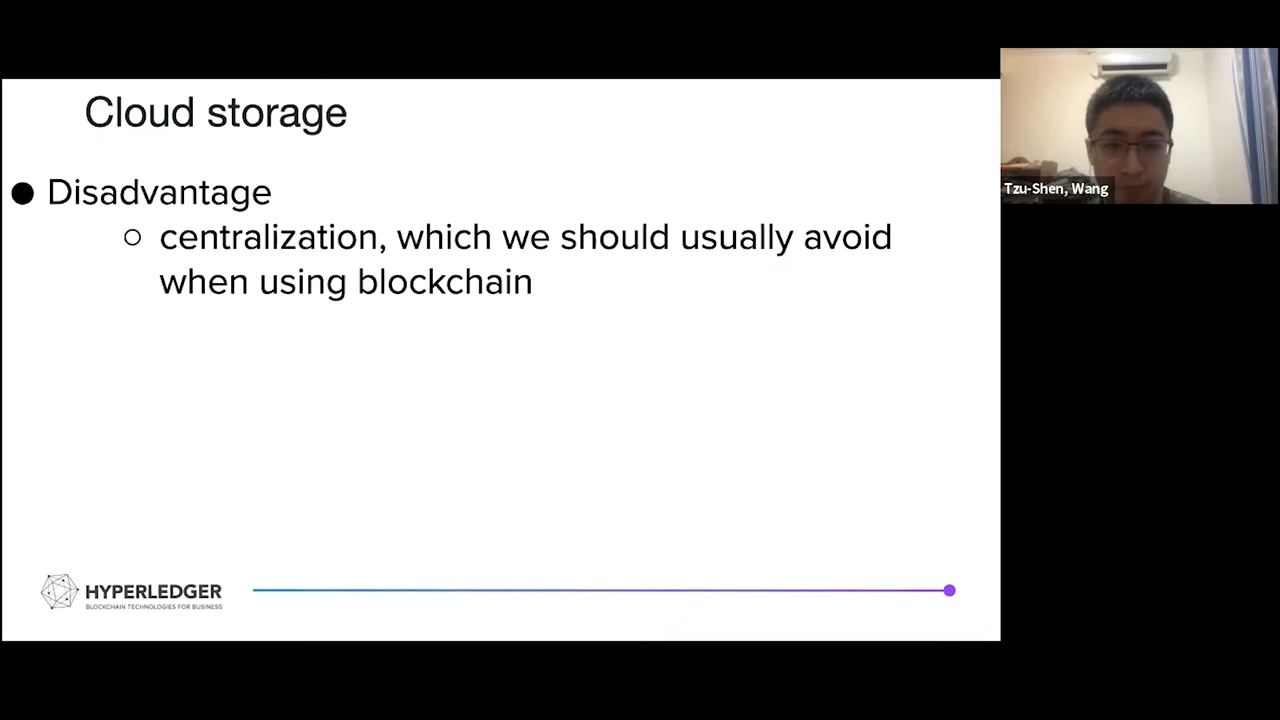 Cloud storage
● Disadvantage
○ centralization, which we should usually avoid
when using blockchain
HYPERLEDGER
BLOCKCHAIN TECHNOLOGIES FOR BUSINESS
Tzu-Shen, Wang